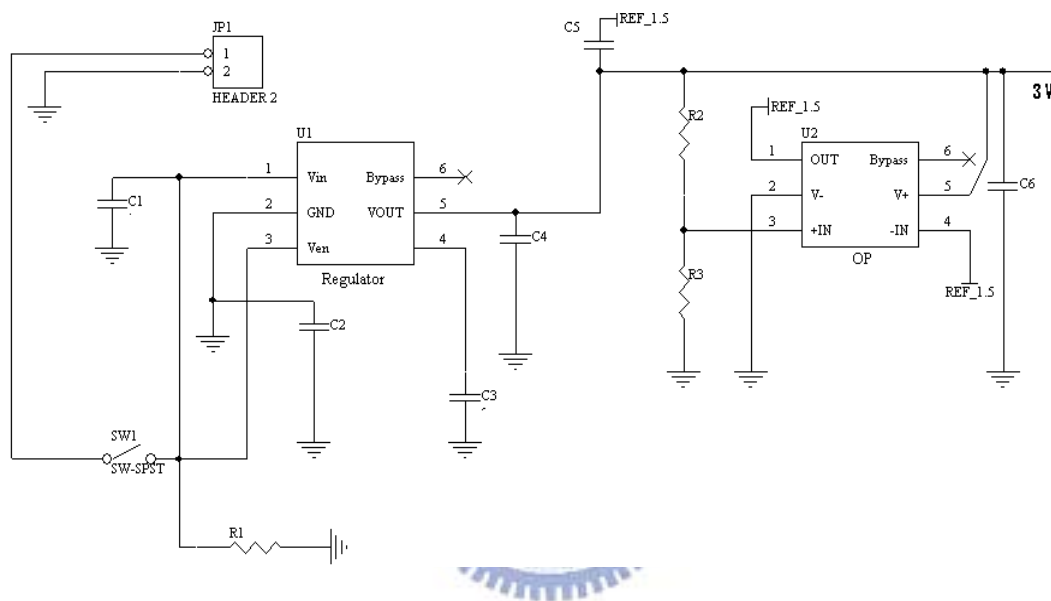 C5
REF_1.5
JP1
1
2
HEADER 2
3 V
R2
REF_1.5
U1
U2
1
Vin
Bypass
6
1
OUT
Bypass
6
C1
2
GND
VOUT
5
2
V-
V+
5
C6
3
Ven
4
C4
3
+IN
-IN
4
Regulator
OP
R3
REF_1.5
C2
C3
SW1
SW-SPST
R1